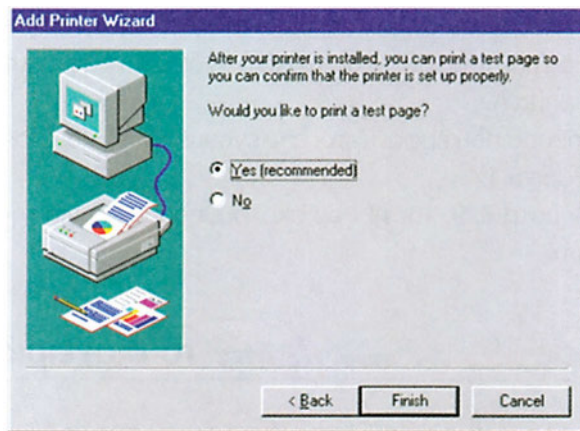 Add Printer Wizard
After your printer is installed, you can print a test page so
you can confirm that the printer is set up properly.
Would you like to print a test page?
Yes (recommended)
No
< Back
Finish
Cancel